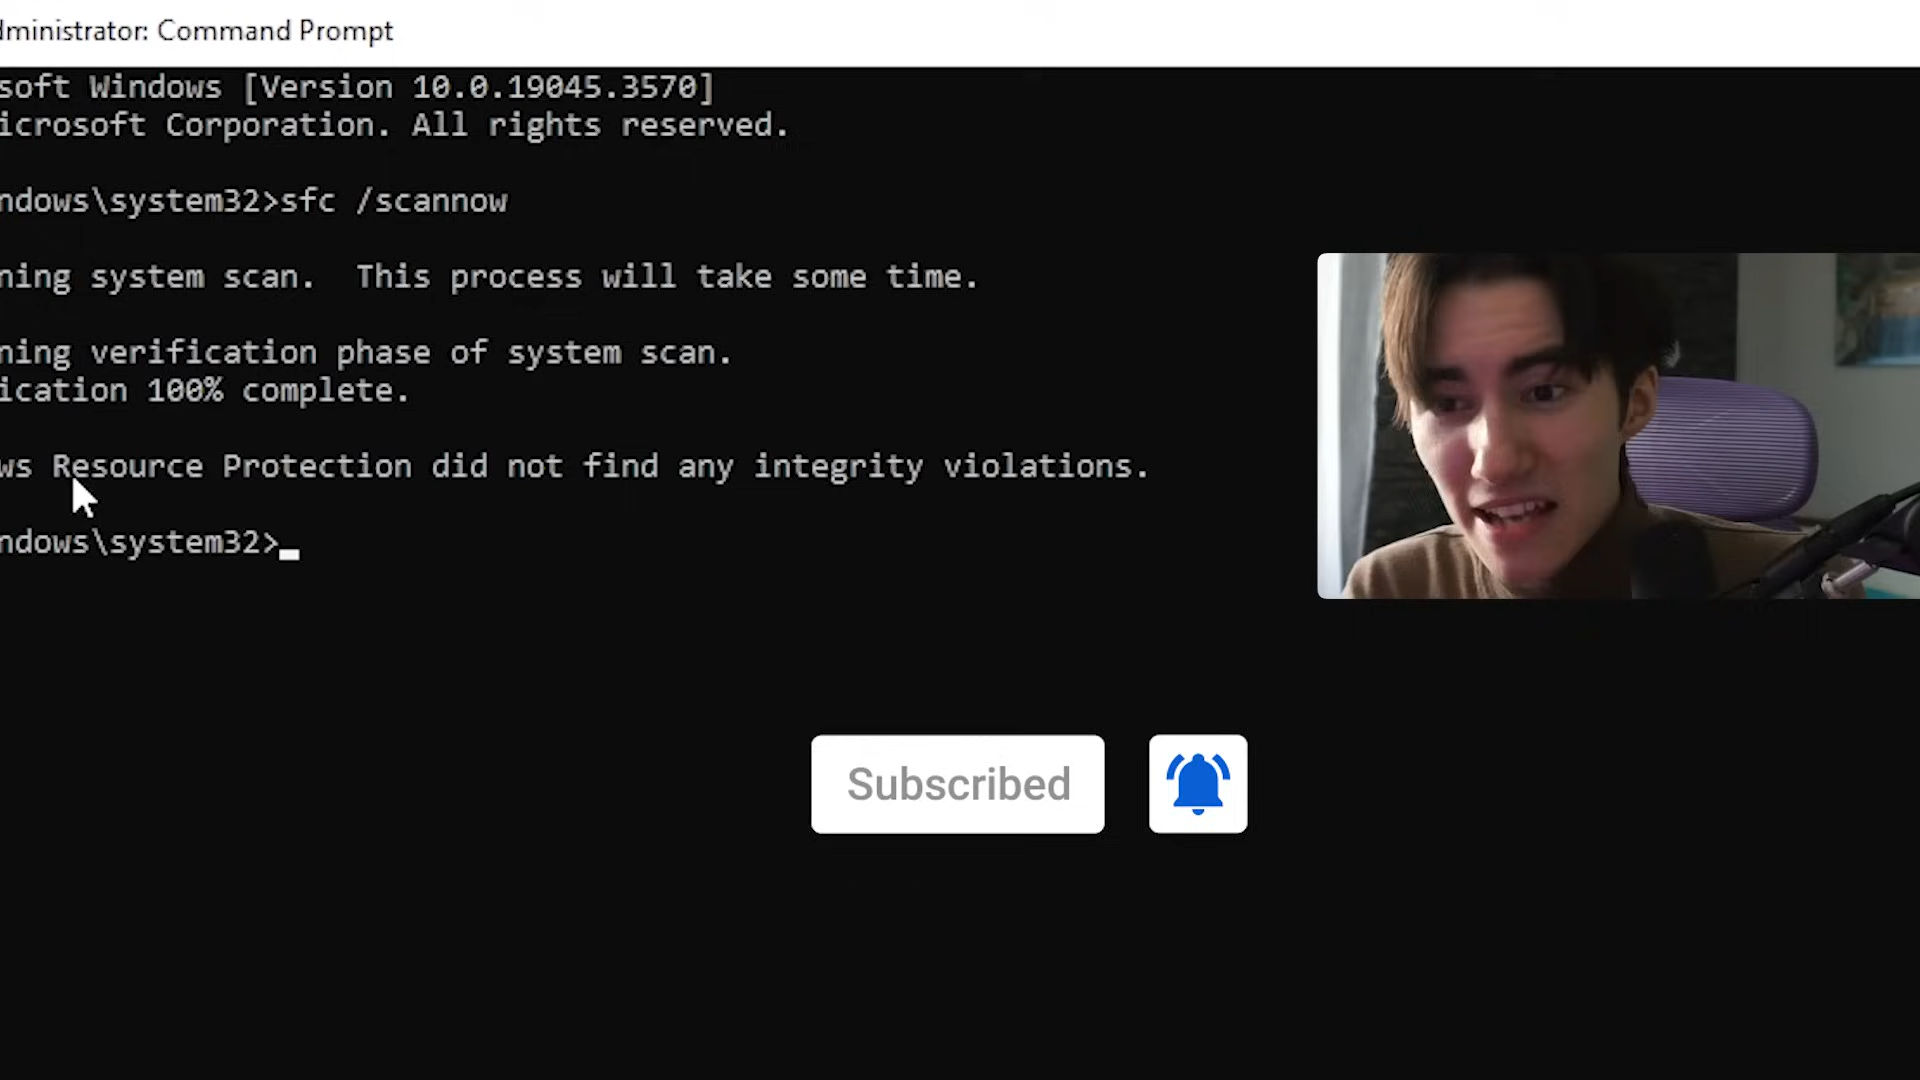 dministrator: Command Prompt
soft Windows [Version 10.0.19045.3570]
icrosoft Corporation. All rights reserved.
ndows\system32>sfc /scannow
ning system scan.  This process will take some time.
ning verification phase of system scan.
ication 100% complete.
ws Resource Protection did not find any integrity violations.
ndows\system32>
Subscribed